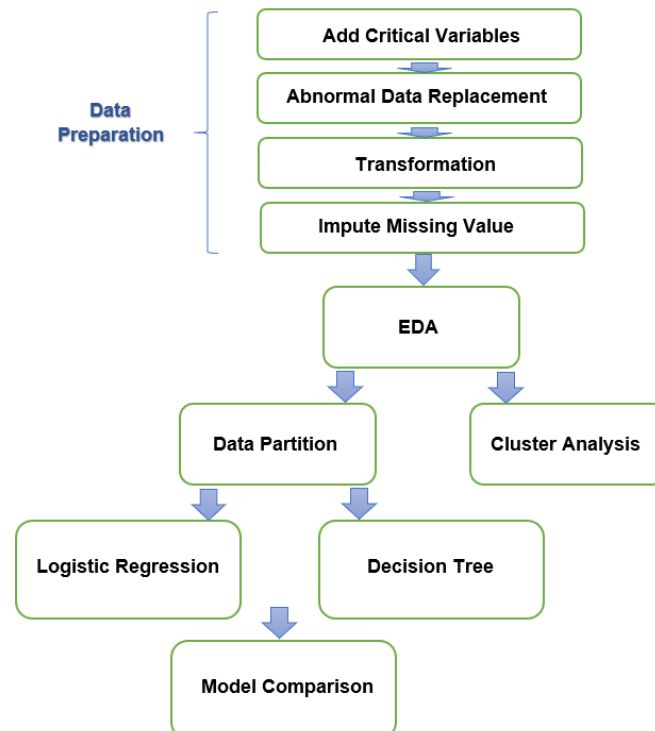 Add Critical Variables
Abnormal Data Replacement
Data
Preparation
Transformation
Impute Missing Value
EDA
Data Partition
Cluster Analysis
Logistic Regression
Decision Tree
Model Comparison